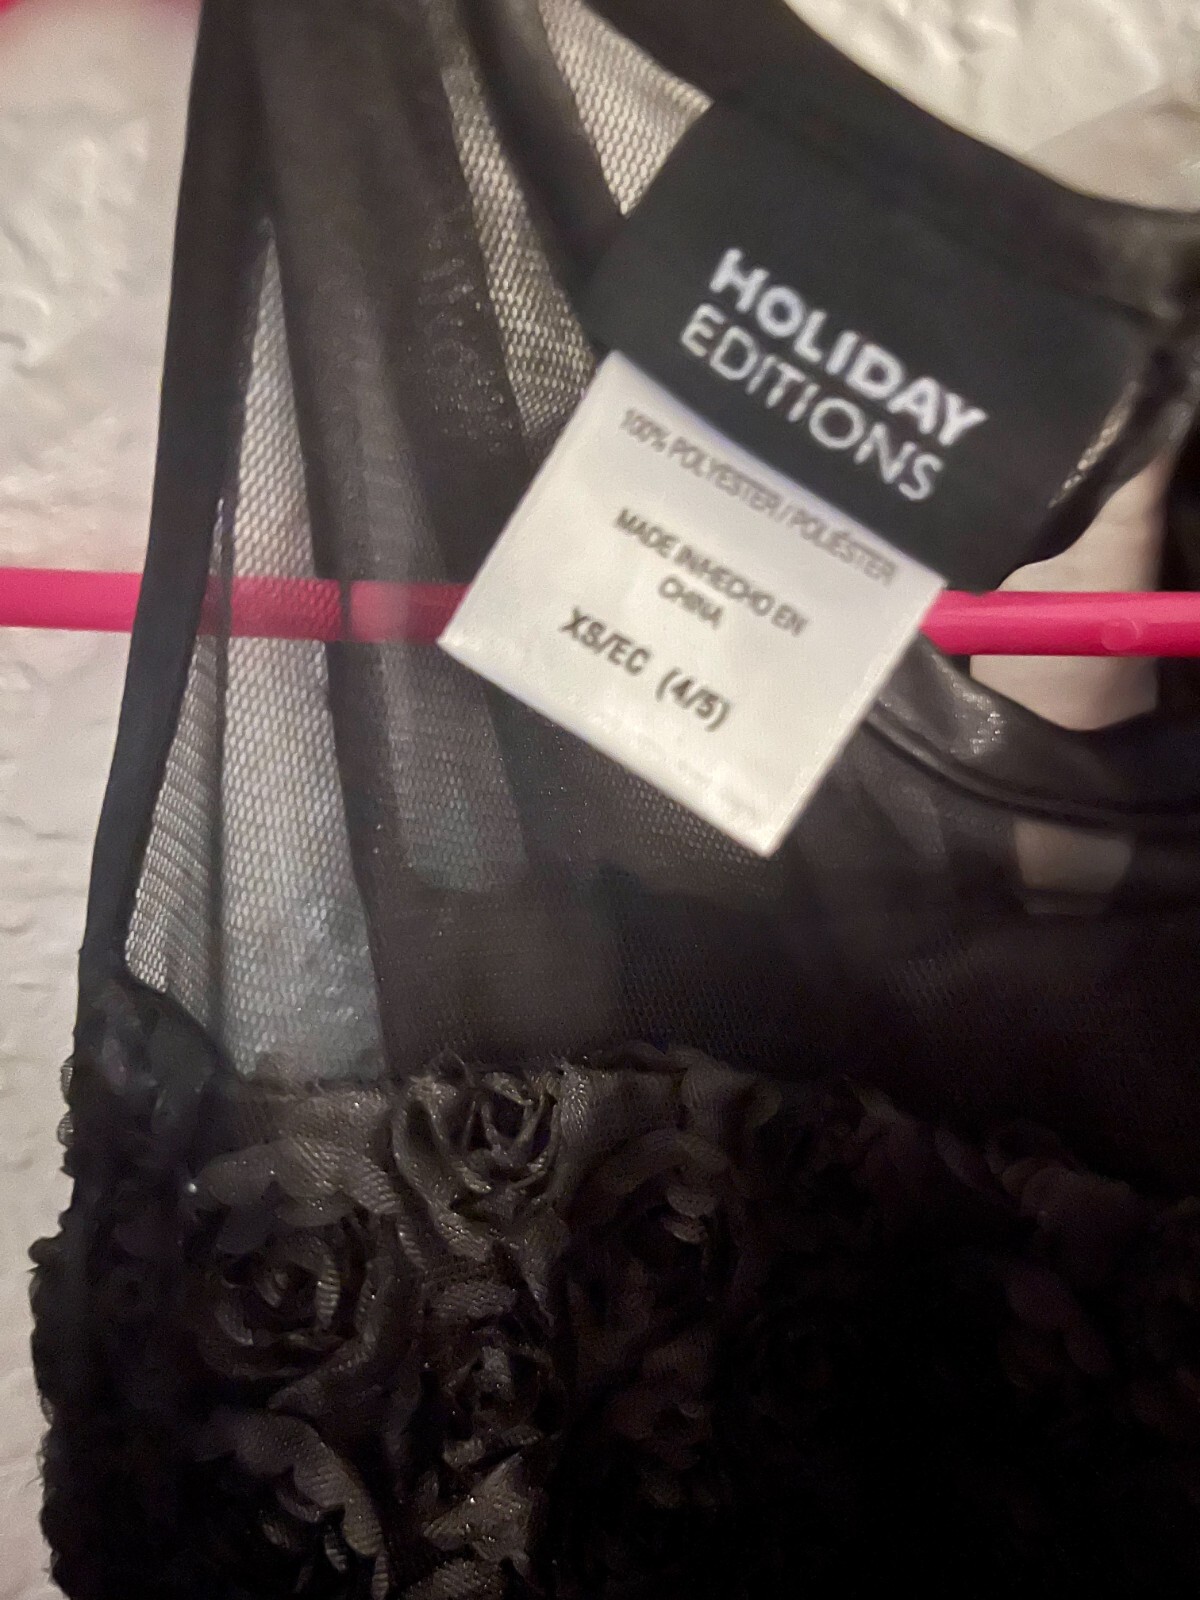 HOLIDAY
EDITIONS
100% POLYESTER / POLIÉSTER
MADE IN/HECHO EN
CHINA
XS/EC (4/5)